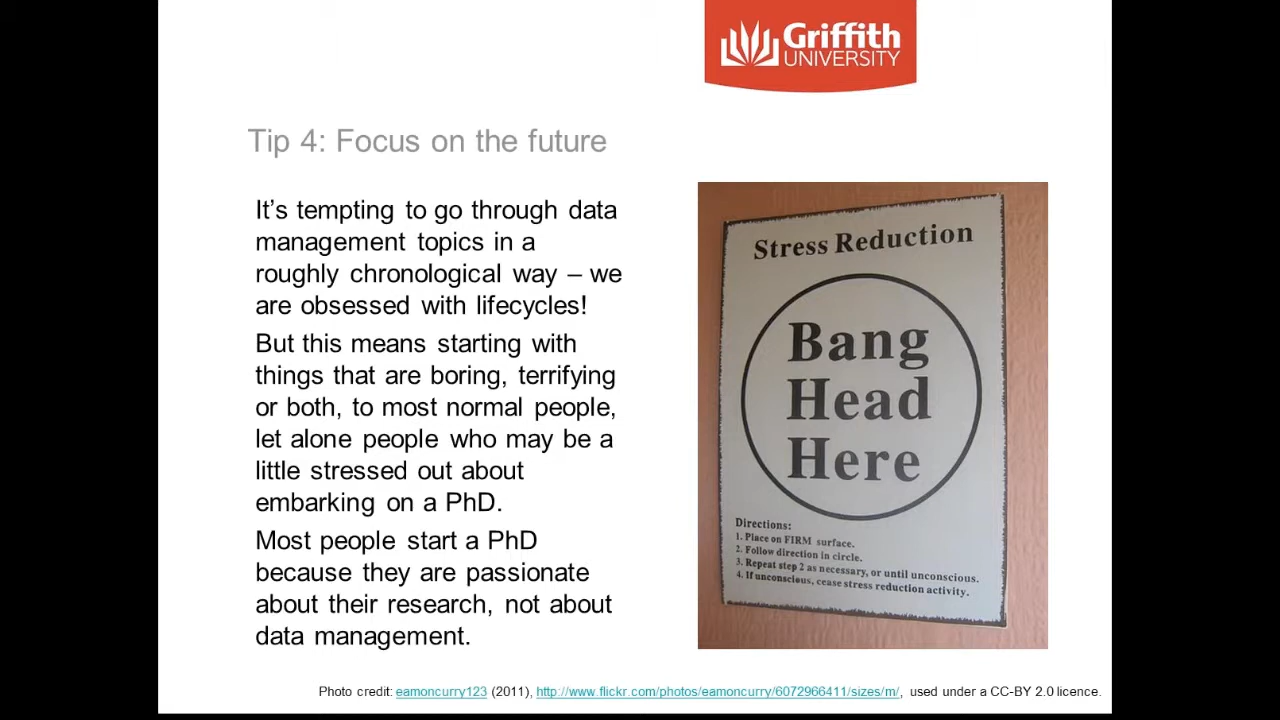 Griffith
UNIVERSITY
Tip 4: Focus on the future
It’s tempting to go through data
management topics in a
roughly chronological way – we
are obsessed with lifecycles!
But this means starting with
things that are boring, terrifying
or both, to most normal people,
let alone people who may be a
little stressed out about
embarking on a PhD.
Most people start a PhD
because they are passionate
about their research, not about
data management.
Stress Reduction
Bang
Head
Here
Directions:
1. Place on FIRM surface.
2. Follow direction in circle.
3. Repeat step 2 as necessary, or until unconscious.
4. If unconscious, cease stress reduction activity.
Photo credit: eamoncurry123 (2011), http://www.flickr.com/photos/eamoncurry/6072966411/sizes/m/, used under a CC-BY 2.0 licence.